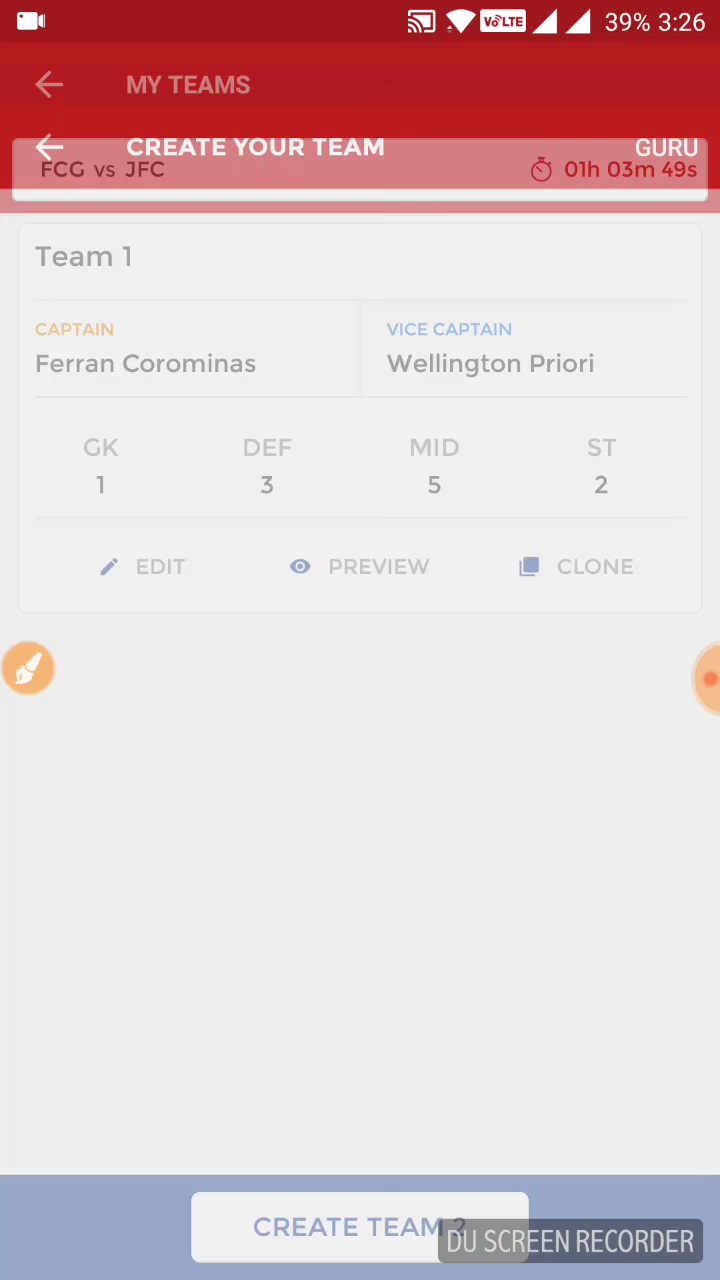 VoLTE 39% 3:26
MY TEAMS
CREATE YOUR TEAM GURU
FCG vs JFC 01h 03m 49s
Team 1
CAPTAIN VICE CAPTAIN
Ferran Corominas Wellington Priori
GK DEF MID ST
1 3 5 2
EDIT PREVIEW CLONE
CREATE TEAM 2
DU SCREEN RECORDER